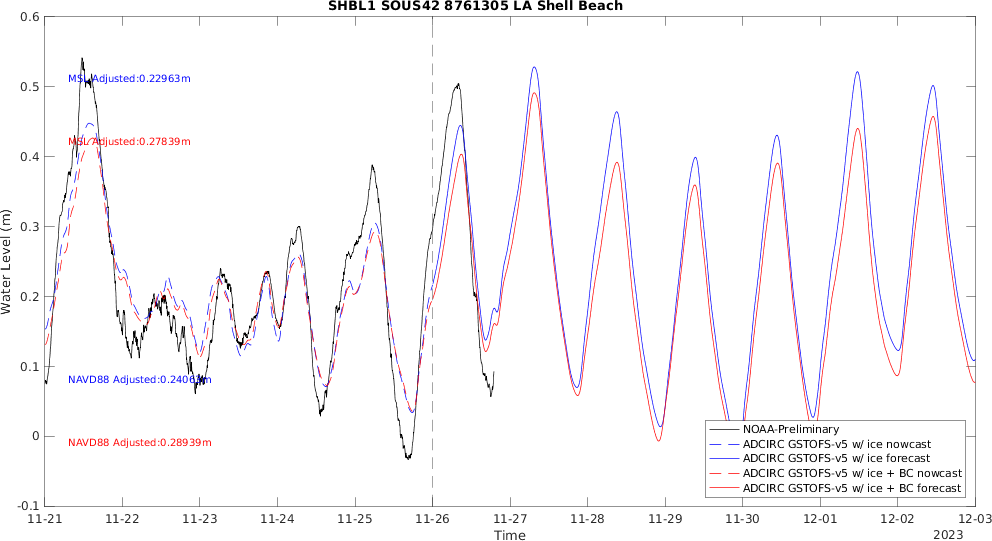 SHBL1 SOUS42 8761305 LA Shell Beach
0.6
0.5
0.4
0.3
0.2
0.1
0
-0.1
Water Level (m)
MSL Adjusted:0.22963m
MSL Adjusted:0.27839m
NAVD88 Adjusted:0.2406 m
NAVD88 Adjusted:0.28939m
NOAA-Preliminary
ADCIRC GSTOFS-v5 w/ ice nowcast
ADCIRC GSTOFS-v5 w/ ice forecast
ADCIRC GSTOFS-v5 w/ ice + BC nowcast
ADCIRC GSTOFS-v5 w/ ice + BC forecast
11-21 11-22 11-23 11-24 11-25 11-26 11-27 11-28 11-29 11-30 12-01 12-02 12-03
Time
2023